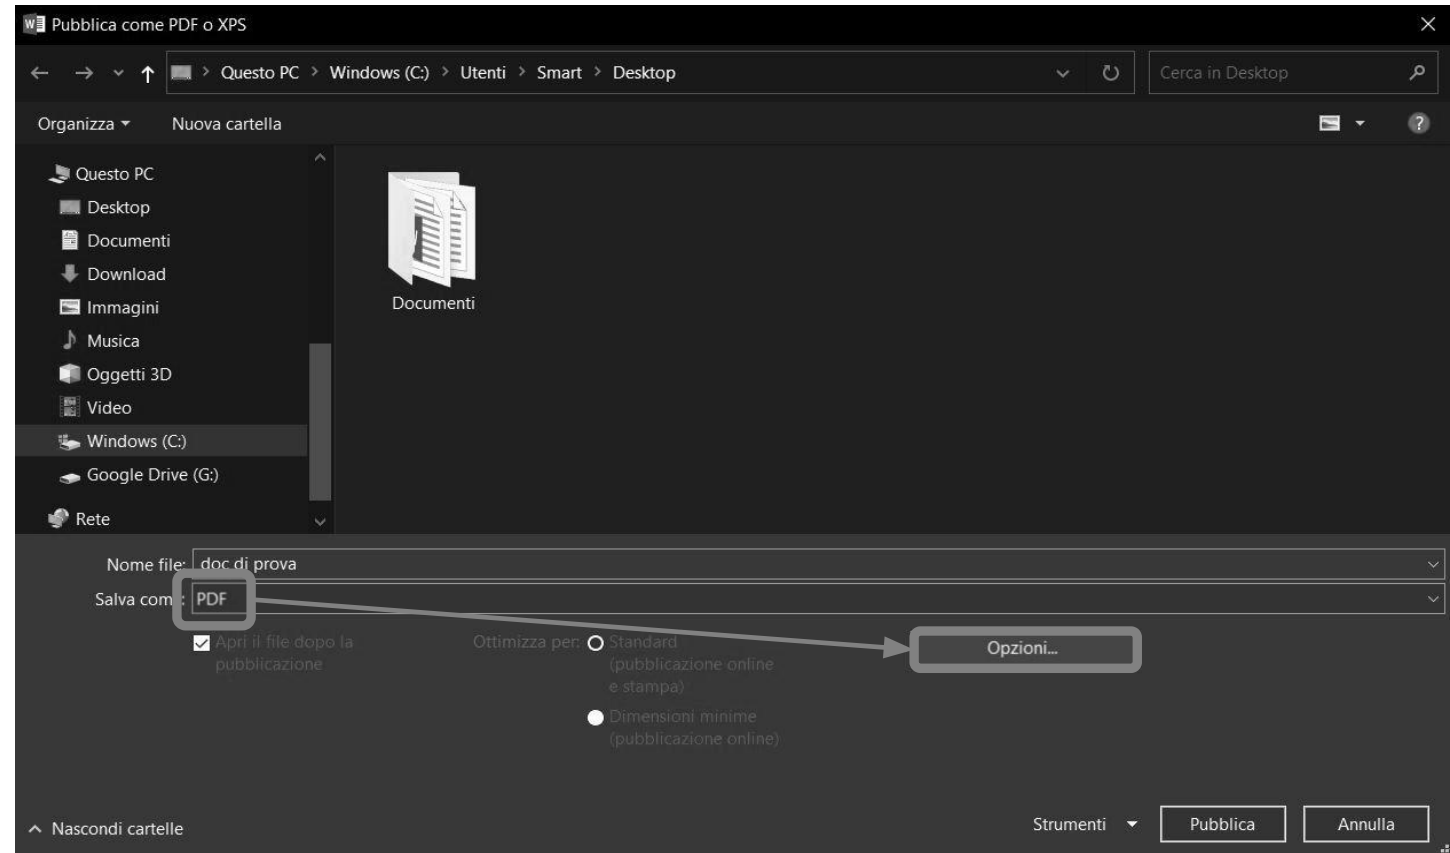 Pubblica come PDF o XPS
Questo PC > Windows (C:) > Utenti > Smart > Desktop
Cerca in Desktop
Organizza
Nuova cartella
Questo PC
Desktop
Documenti
Download
Immagini
Musica
Oggetti 3D
Video
Windows (C:)
Google Drive (G:)
Rete
Documenti
Nome file: doc di prova
Salva com : PDF
Apri il file dopo la
pubblicazione
Ottimizza per:
Standard
(pubblicazione online
e stampa)
Dimensioni minime
(pubblicazione online)
Opzioni...
Nascondi cartelle
Strumenti
Pubblica
Annulla